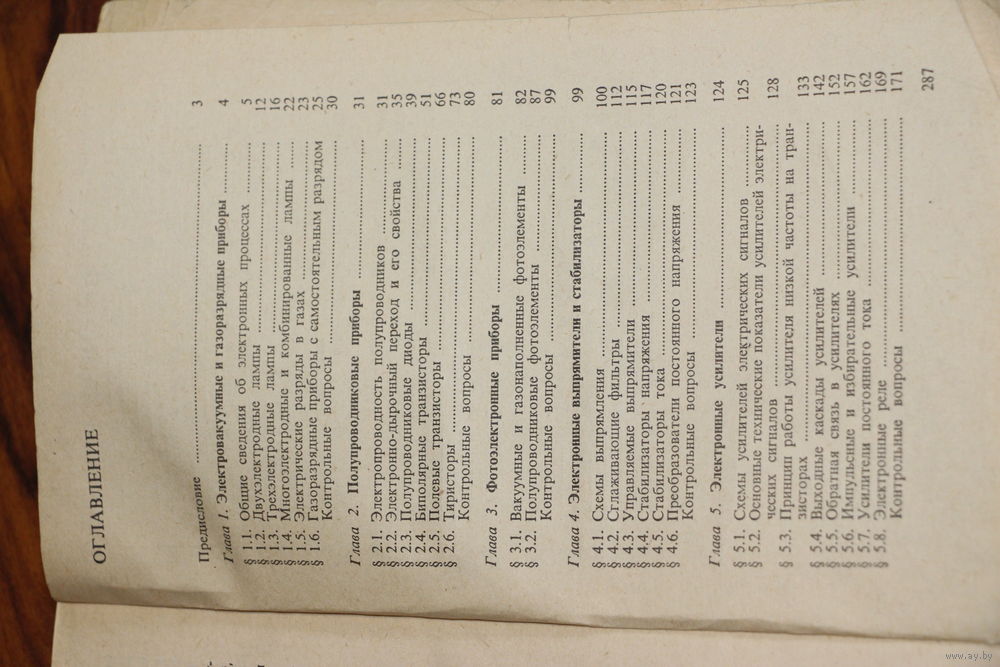 ОГЛАВЛЕНИЕ
Предисловие 3
Глава 1. Электровакуумные и газоразрядные приборы 4
§ 1.1. Общие сведения об электронных процессах 5
§ 1.2. Двухэлектродные лампы 12
§ 1.3. Трехэлектродные лампы 16
§ 1.4. Многоэлектродные и комбинированные лампы 22
§ 1.5. Электрические разряды в газах 23
§ 1.6. Газоразрядные приборы с самостоятельным разрядом 25
Контрольные вопросы 30
Глава 2. Полупроводниковые приборы 31
§ 2.1. Электропроводность полупроводников 31
§ 2.2. Электронно-дырочный переход и его свойства 35
§ 2.3. Полупроводниковые диоды 39
§ 2.4. Биполярные транзисторы 51
§ 2.5. Полевые транзисторы 66
§ 2.6. Тиристоры 73
Контрольные вопросы 80
Глава 3. Фотоэлектронные приборы 81
§ 3.1. Вакуумные и газонаполненные фотоэлементы 82
§ 3.2. Полупроводниковые фотоэлементы 87
Контрольные вопросы 99
Глава 4. Электронные выпрямители и стабилизаторы 99
§ 4.1. Схемы выпрямления 100
§ 4.2. Сглаживающие фильтры 112
§ 4.3. Управляемые выпрямители 115
§ 4.4. Стабилизаторы напряжения 117
§ 4.5. Стабилизаторы тока 120
§ 4.6. Преобразователи постоянного напряжения 121
Контрольные вопросы 123
Глава 5. Электронные усилители 124
§ 5.1. Схемы усилителей электрических сигналов 125
§ 5.2. Основные технические показатели усилителей электри-
ческих сигналов 128
§ 5.3. Принцип работы усилителя низкой частоты на тран-
зисторах 133
§ 5.4. Выходные каскады усилителей 142
§ 5.5. Обратная связь в усилителях 152
§ 5.6. Импульсные и избирательные усилители 157
§ 5.7. Усилители постоянного тока 162
§ 5.8. Электронные реле 169
Контрольные вопросы 171
287
www.ay.by